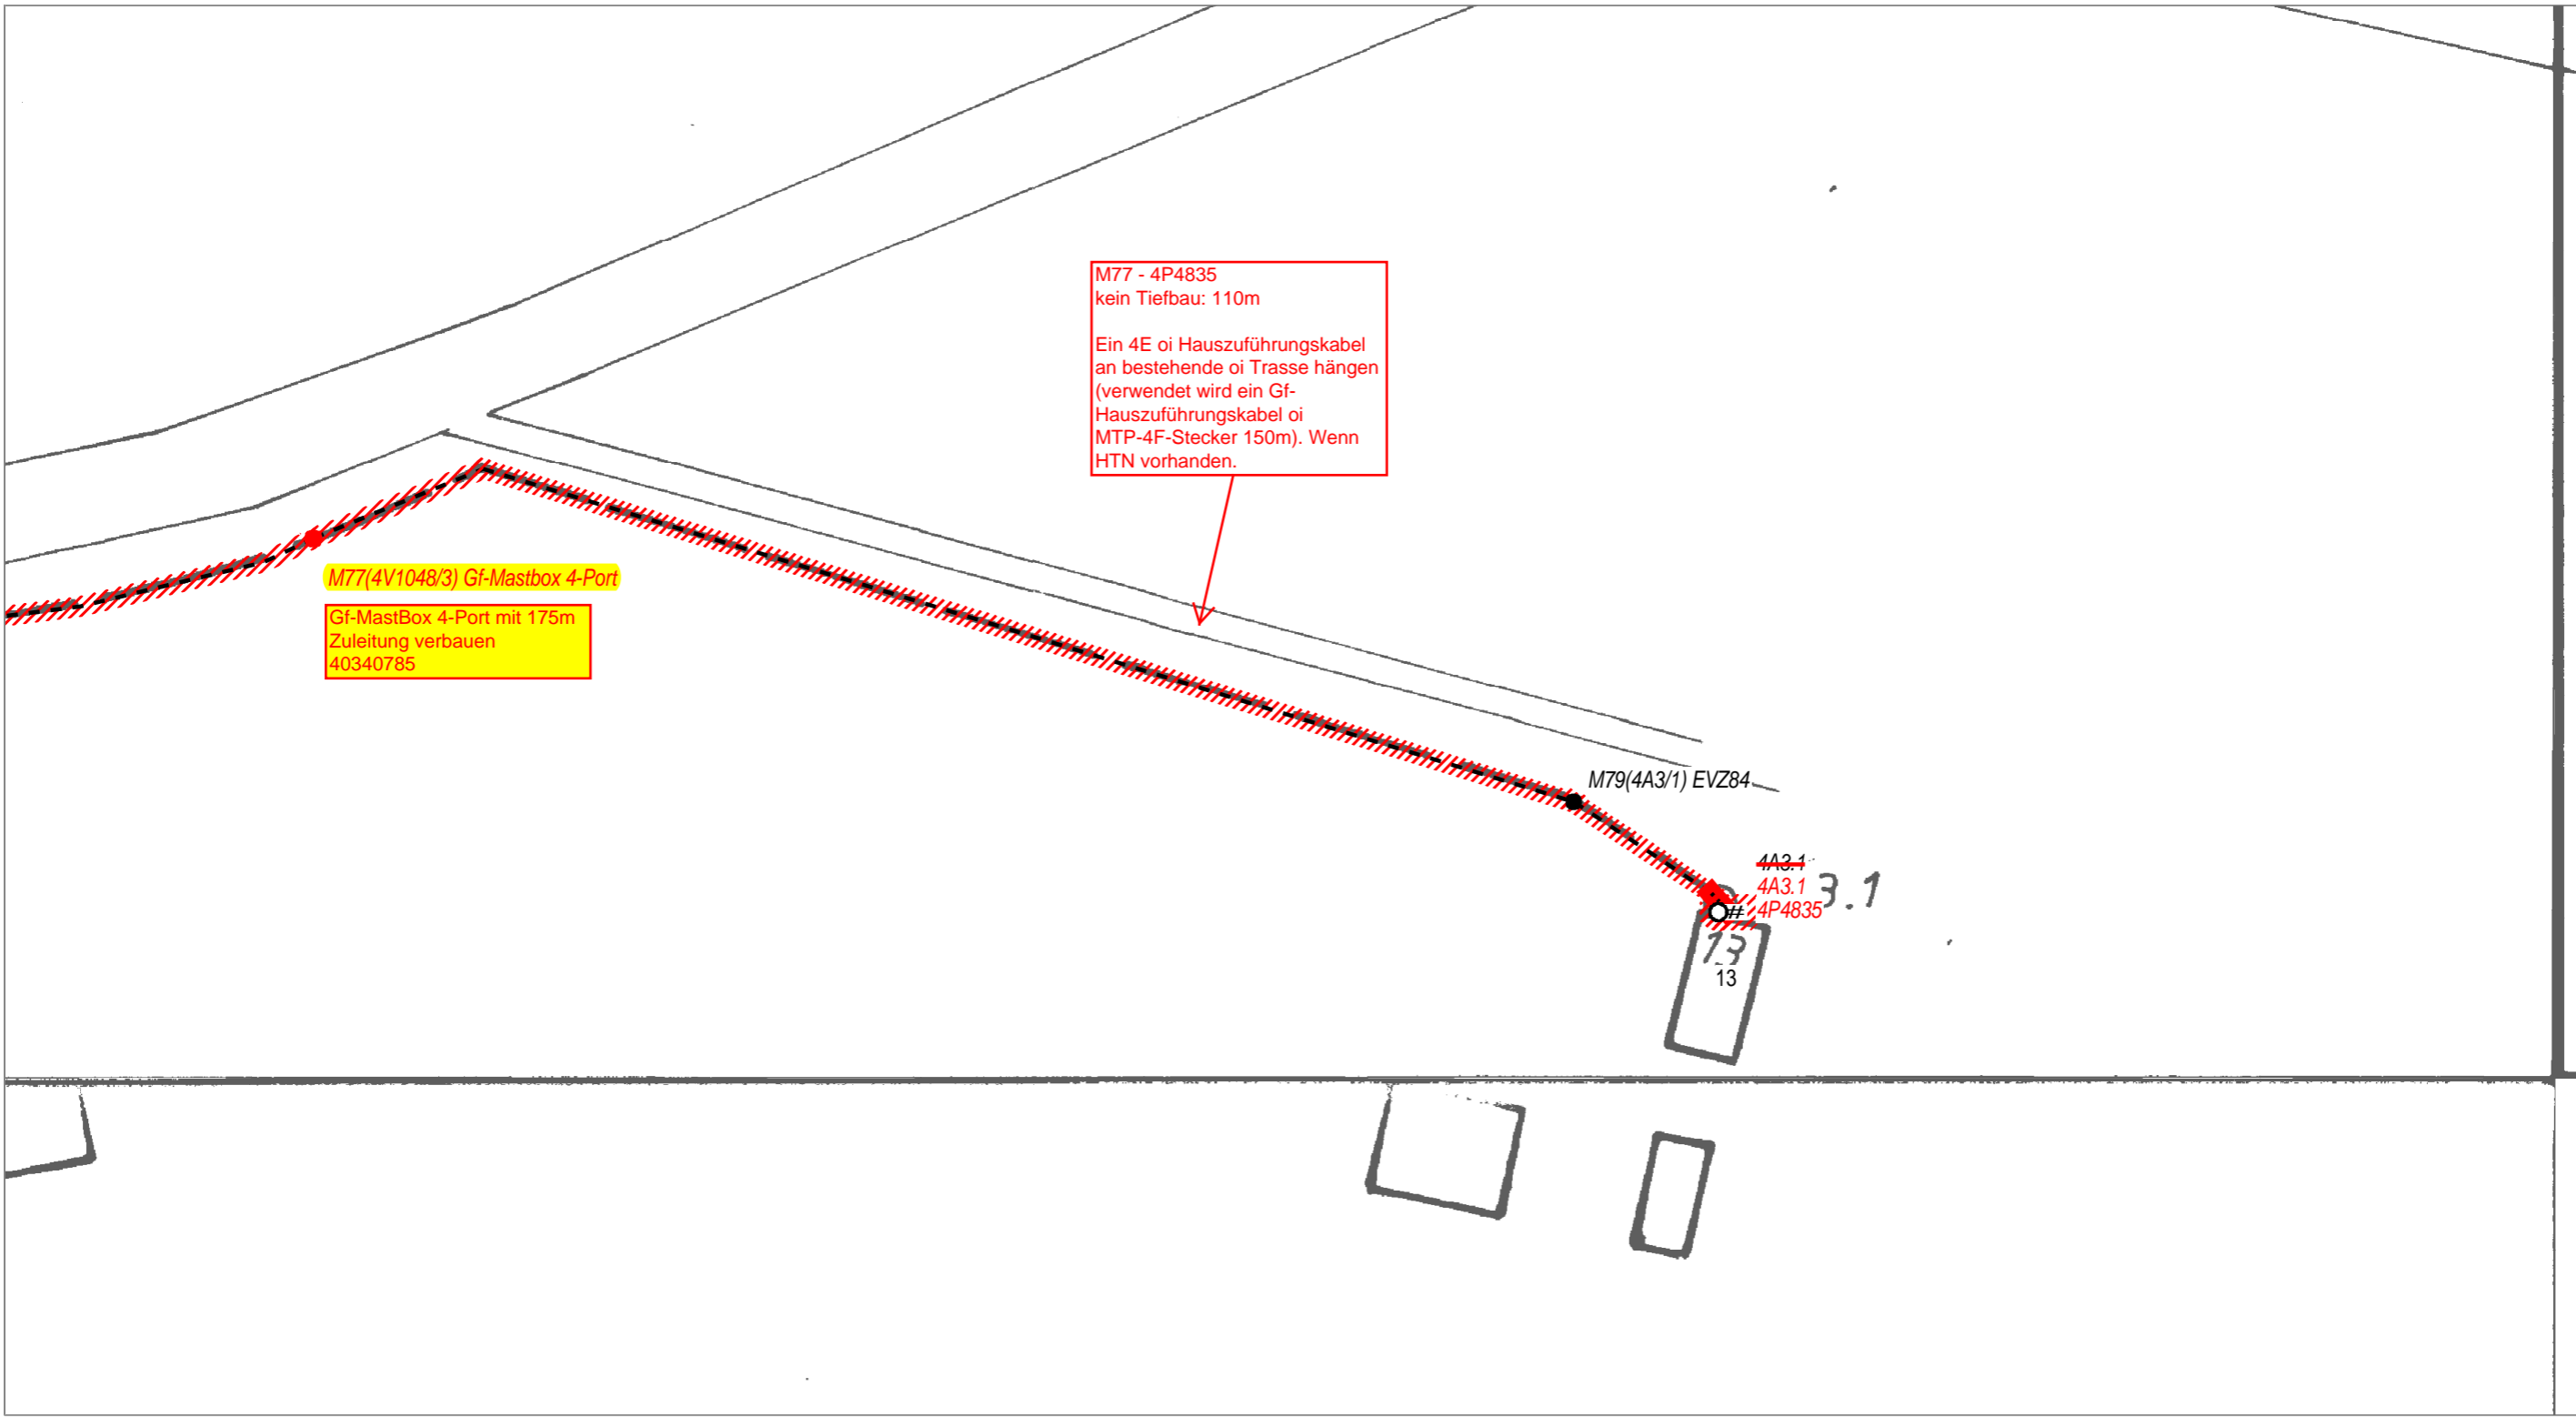 M77 - 4P4835
kein Tiefbau: 110m
Ein 4E oi Hauszuführungskabel
an bestehende oi Trasse hängen
(verwendet wird ein Gf-
Hauszuführungskabel oi
MTP-4F-Stecker 150m). Wenn
HTN vorhanden.
M77(4V1048/3) Gf-Mastbox 4-Port
Gf-MastBox 4-Port mit 175m
Zuleitung verbauen
40340785
M79(4A3/1) EVZ84
4A3.1
4A3.1
3.1
#
4P4835
13
13